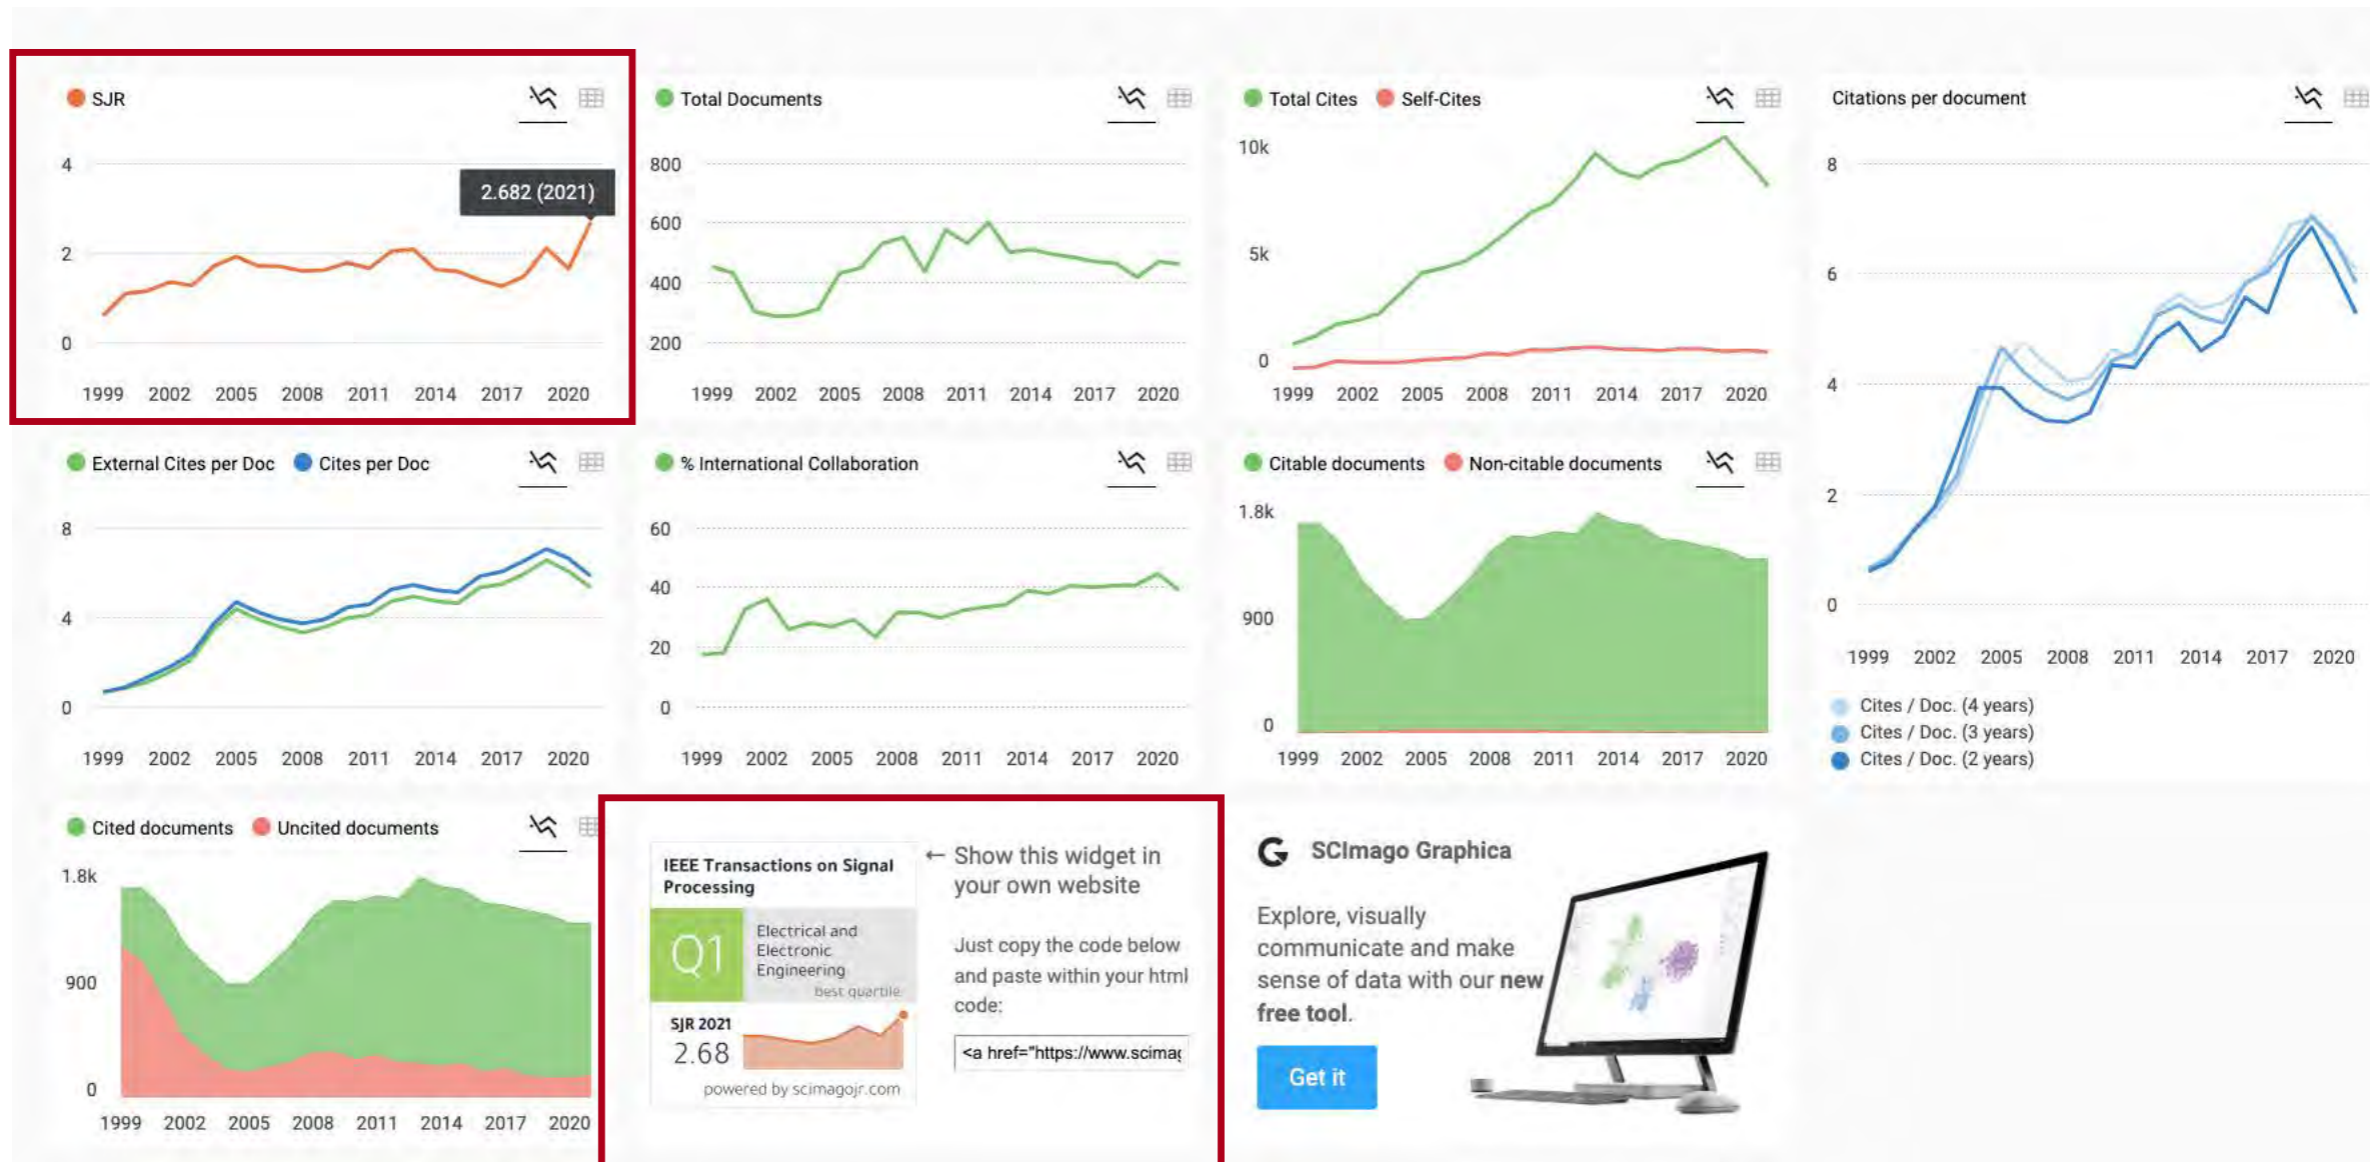 SJR
4
2.682 (2021)
2
0
1999 2002 2005 2008 2011 2014 2017 2020
Total Documents
800
600
400
200
1999 2002 2005 2008 2011 2014 2017 2020
Total Cites Self-Cites
10k
5k
0
1999 2002 2005 2008 2011 2014 2017 2020
Citations per document
8
6
4
2
0
1999 2002 2005 2008 2011 2014 2017 2020
Cites / Doc. (4 years)
Cites / Doc. (3 years)
Cites / Doc. (2 years)
External Cites per Doc Cites per Doc
8
4
0
1999 2002 2005 2008 2011 2014 2017 2020
% International Collaboration
60
40
20
0
1999 2002 2005 2008 2011 2014 2017 2020
Citable documents Non-citable documents
1.8k
900
0
1999 2002 2005 2008 2011 2014 2017 2020
Cited documents Uncited documents
1.8k
900
0
1999 2002 2005 2008 2011 2014 2017 2020
IEEE Transactions on Signal
Processing
Q1
Electrical and
Electronic
Engineering
best quartile
SJR 2021
2.68
powered by scimagojr.com
← Show this widget in
your own website
Just copy the code below
and paste within your html
code:
<a href="https://www.scimag
SCImago Graphica
Explore, visually
communicate and make
sense of data with our new
free tool.
Get it